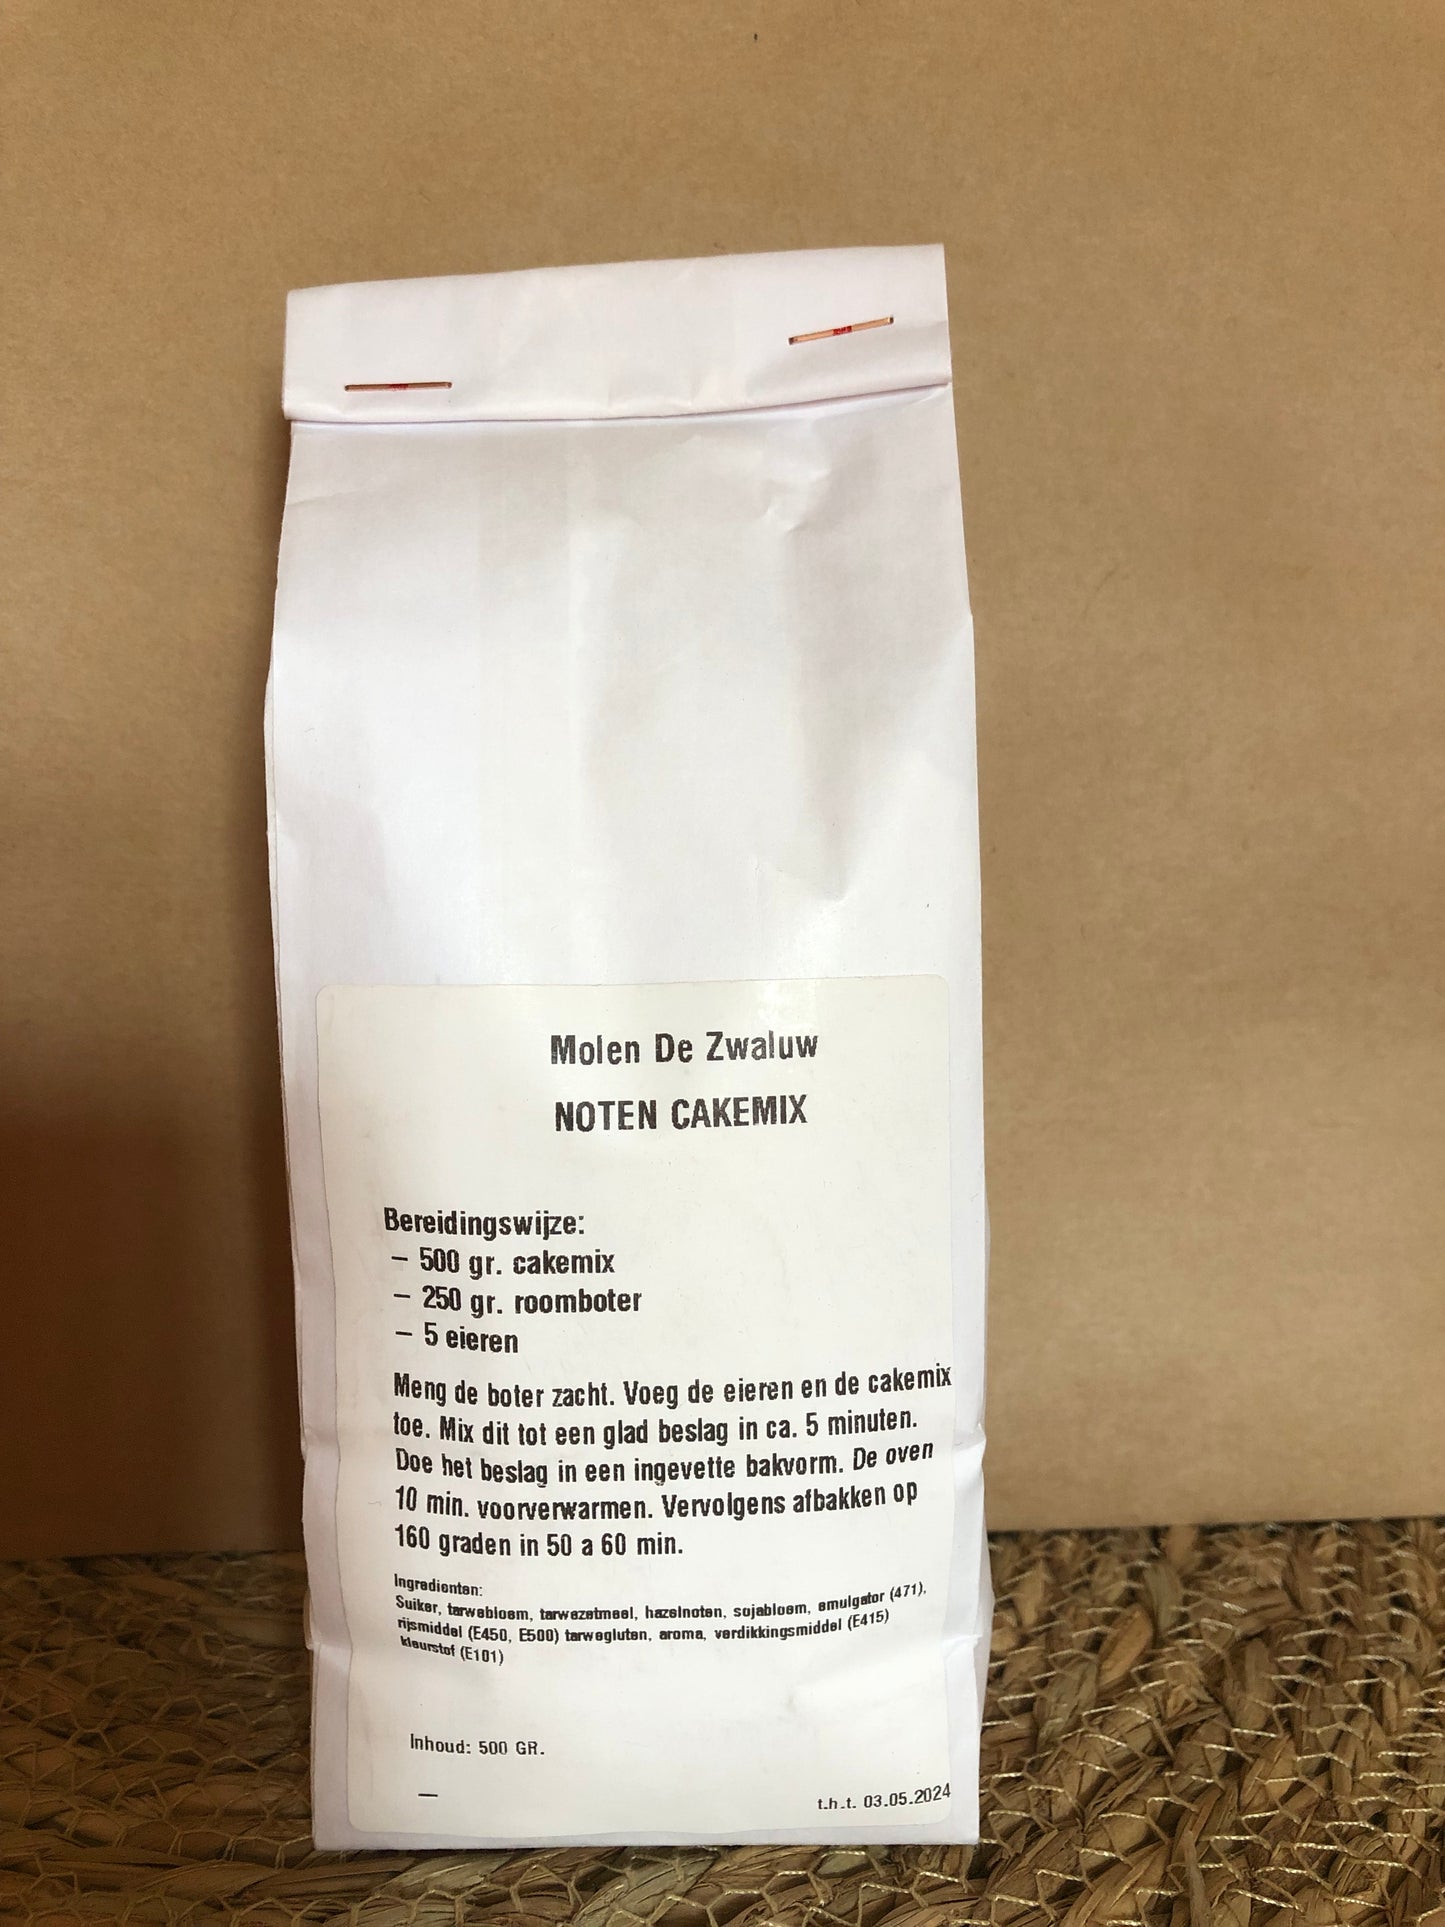 Molen De Zwaluw
NOTEN CAKEMIX
Bereidingswijze:
– 500 gr. cakemix
– 250 gr. roomboter
– 5 eieren
Meng de boter zacht. Voeg de eieren en de cakemix
toe. Mix dit tot een glad beslag in ca. 5 minuten.
Doe het beslag in een ingevette bakvorm. De oven
10 min. voorverwarmen. Vervolgens afbakken op
160 graden in 50 a 60 min.
Ingredienten:
Suiker, tarwebloem, tarwezetmeel, hazelnoten, sojabloem, emulgator (471),
rijsmiddel (E450, E500) tarwegluten, aroma, verdikkingsmiddel (E415)
kleurstof (E101)
Inhoud: 500 GR.
–
t.h.t. 03.05.2024